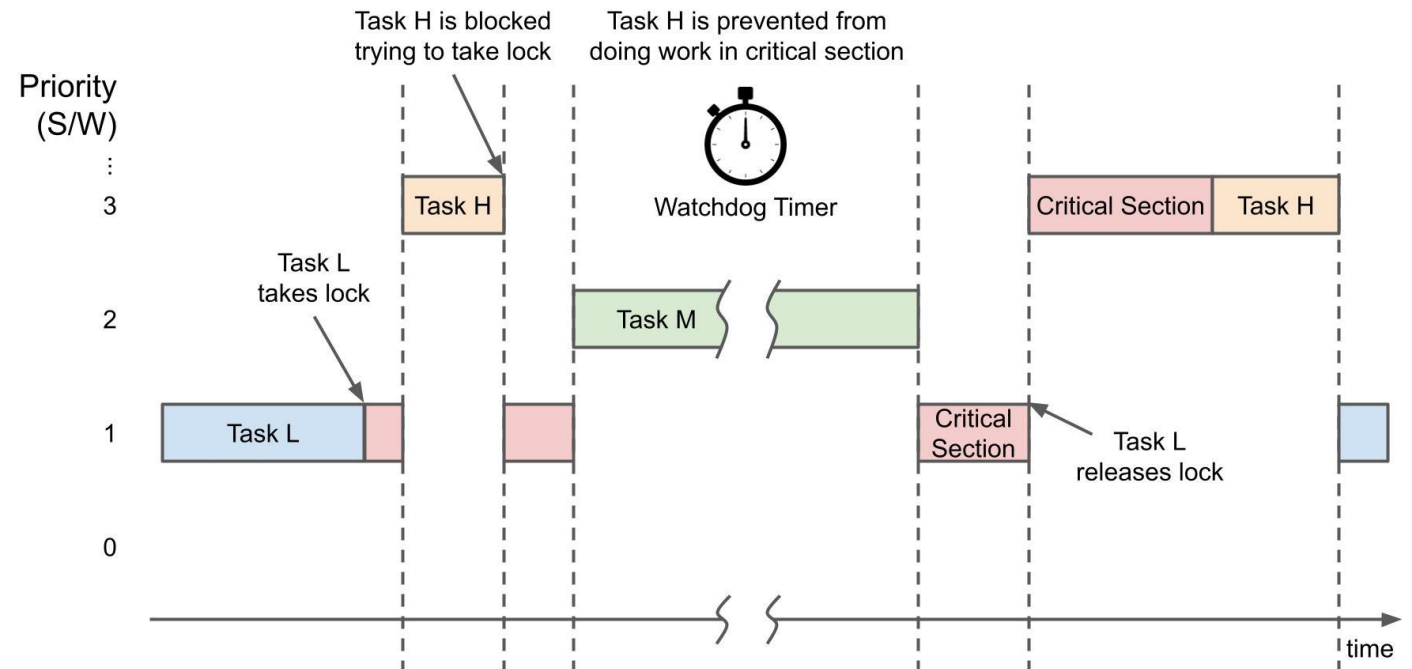 Task H is blocked
trying to take lock
Task H is prevented from
doing work in critical section
Priority
(S/W)
⋮
3
Task H
Watchdog Timer
Critical Section
Task H
Task L
takes lock
2
Task M
1
Task L
Critical
Section
Task L
releases lock
0
time